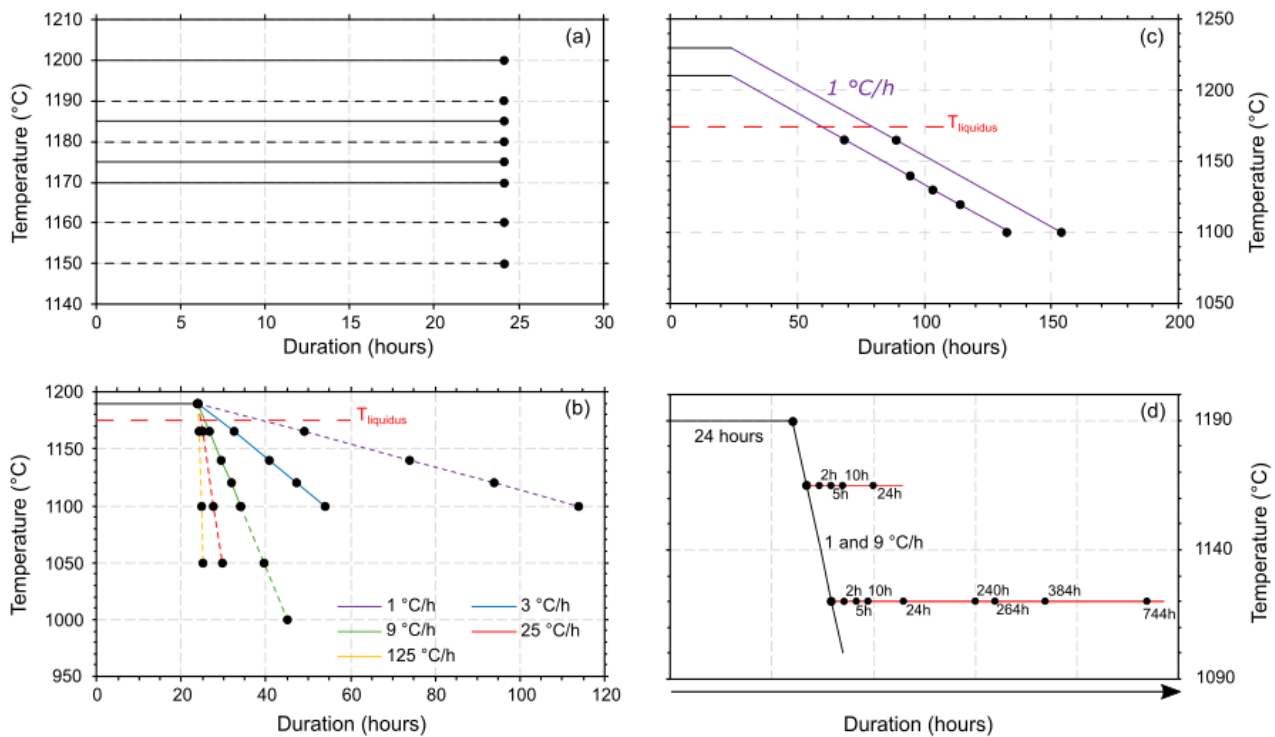 (a)
Temperature (°C)
1210
1200
1190
1180
1170
1160
1150
1140
0 5 10 15 20 25 30
Duration (hours)
(c)
1 °C/h
Tliquidus
1250
1200
1150
1100
1050
Temperature (°C)
0 50 100 150 200
Duration (hours)
(b)
Tliquidus
Temperature (°C)
1200
1150
1100
1050
1000
950
1 °C/h 3 °C/h
9 °C/h 25 °C/h
125 °C/h
0 20 40 60 80 100 120
Duration (hours)
(d)
24 hours
2h 10h
5h 24h
1 and 9 °C/h
2h 10h 240h 384h
5h 24h 264h 744h
1190
1140
1090
Temperature (°C)
Duration (hours)